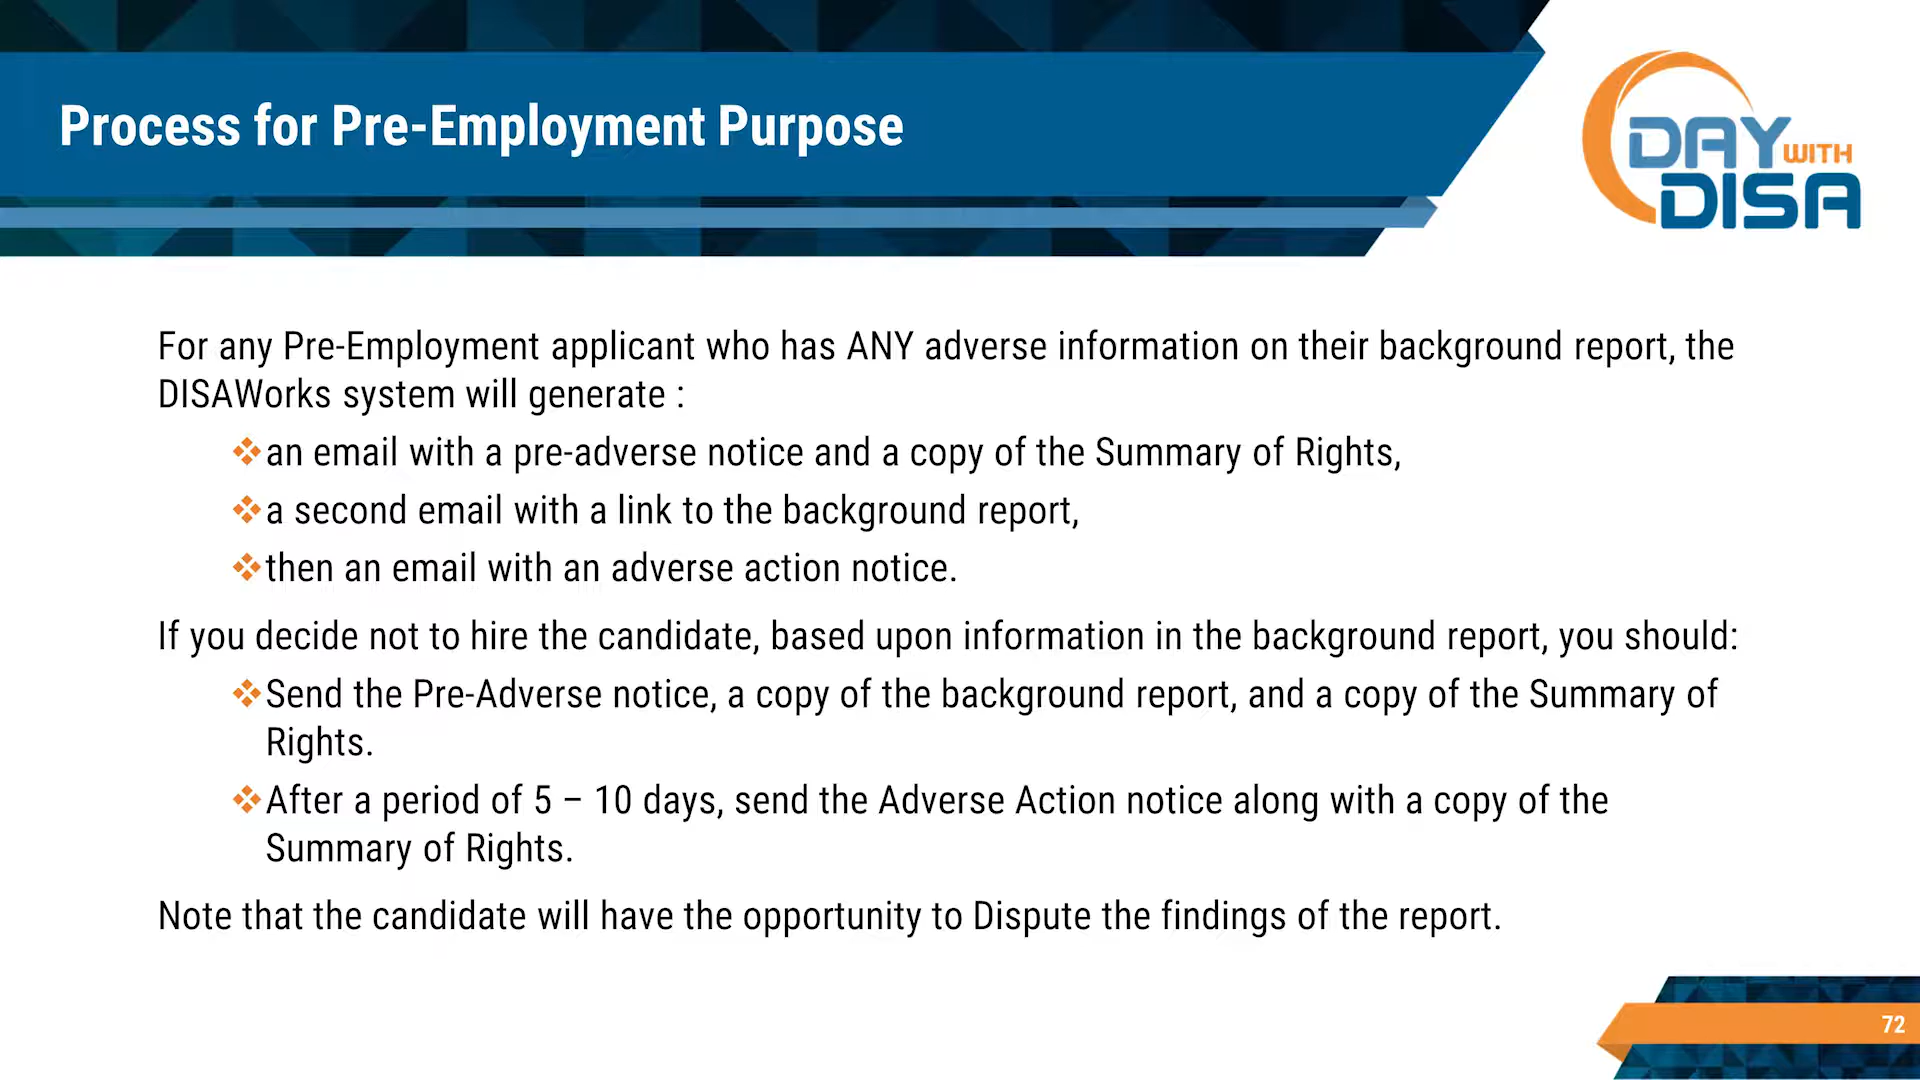 Process for Pre-Employment Purpose
DAY WITH
DISA
For any Pre-Employment applicant who has ANY adverse information on their background report, the
DISAWorks system will generate :
❖an email with a pre-adverse notice and a copy of the Summary of Rights,
❖a second email with a link to the background report,
❖then an email with an adverse action notice.
If you decide not to hire the candidate, based upon information in the background report, you should:
❖Send the Pre-Adverse notice, a copy of the background report, and a copy of the Summary of
Rights.
❖After a period of 5 – 10 days, send the Adverse Action notice along with a copy of the
Summary of Rights.
Note that the candidate will have the opportunity to Dispute the findings of the report.
72